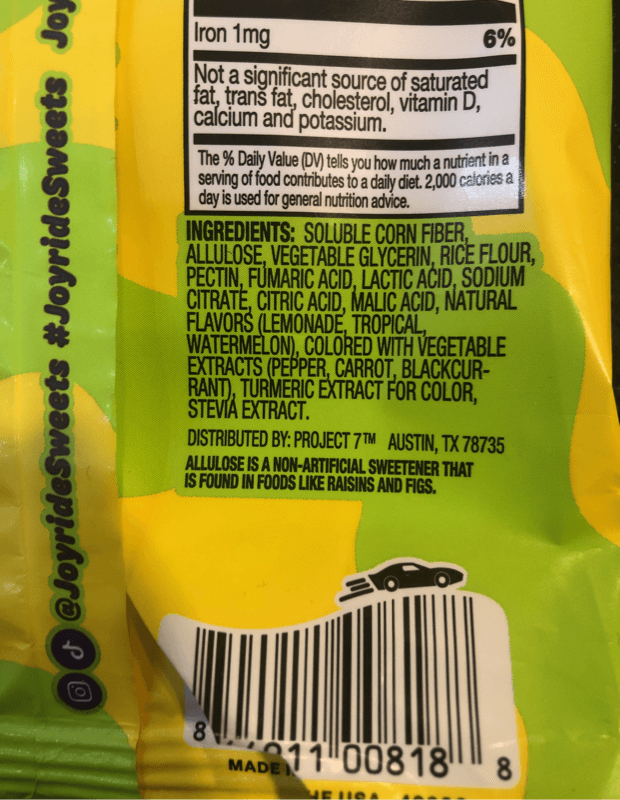 Iron 1mg 6%
Not a significant source of saturated
fat, trans fat, cholesterol, vitamin D,
calcium and potassium.
The % Daily Value (DV) tells you how much a nutrient in a
serving of food contributes to a daily diet. 2,000 calories a
day is used for general nutrition advice.
INGREDIENTS: SOLUBLE CORN FIBER,
ALLULOSE, VEGETABLE GLYCERIN, RICE FLOUR,
PECTIN, FUMARIC ACID, LACTIC ACID, SODIUM
CITRATE, CITRIC ACID, MALIC ACID, NATURAL
FLAVORS (LEMONADE, TROPICAL,
WATERMELON), COLORED WITH VEGETABLE
EXTRACTS (PEPPER, CARROT, BLACKCUR-
RANT), TURMERIC EXTRACT FOR COLOR,
STEVIA EXTRACT.
DISTRIBUTED BY: PROJECT 7™ AUSTIN, TX 78735
ALLULOSE IS A NON-ARTIFICIAL SWEETENER THAT
IS FOUND IN FOODS LIKE RAISINS AND FIGS.
@JoyrideSweets #JoyrideSweets Joy
8 11 00818 8
MADE
USA